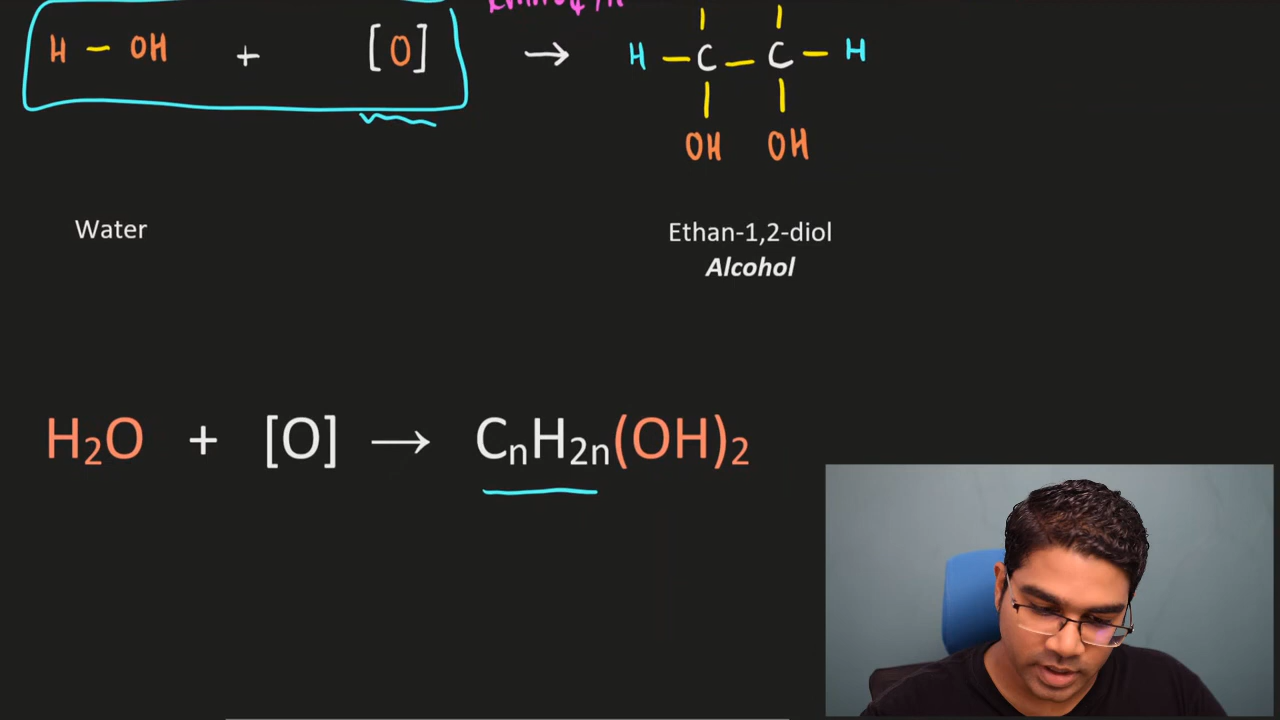 H – OH + [O] → H – C – C – H
OH OH
Water
Ethan-1,2-diol
Alcohol
H₂O + [O] → CₙH₂ₙ(OH)₂